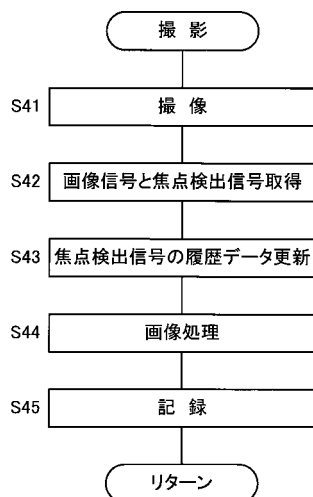 撮 影
S41 撮 像
S42 画像信号と焦点検出信号取得
S43 焦点検出信号の履歴データ更新
S44 画像処理
S45 記 録
リターン